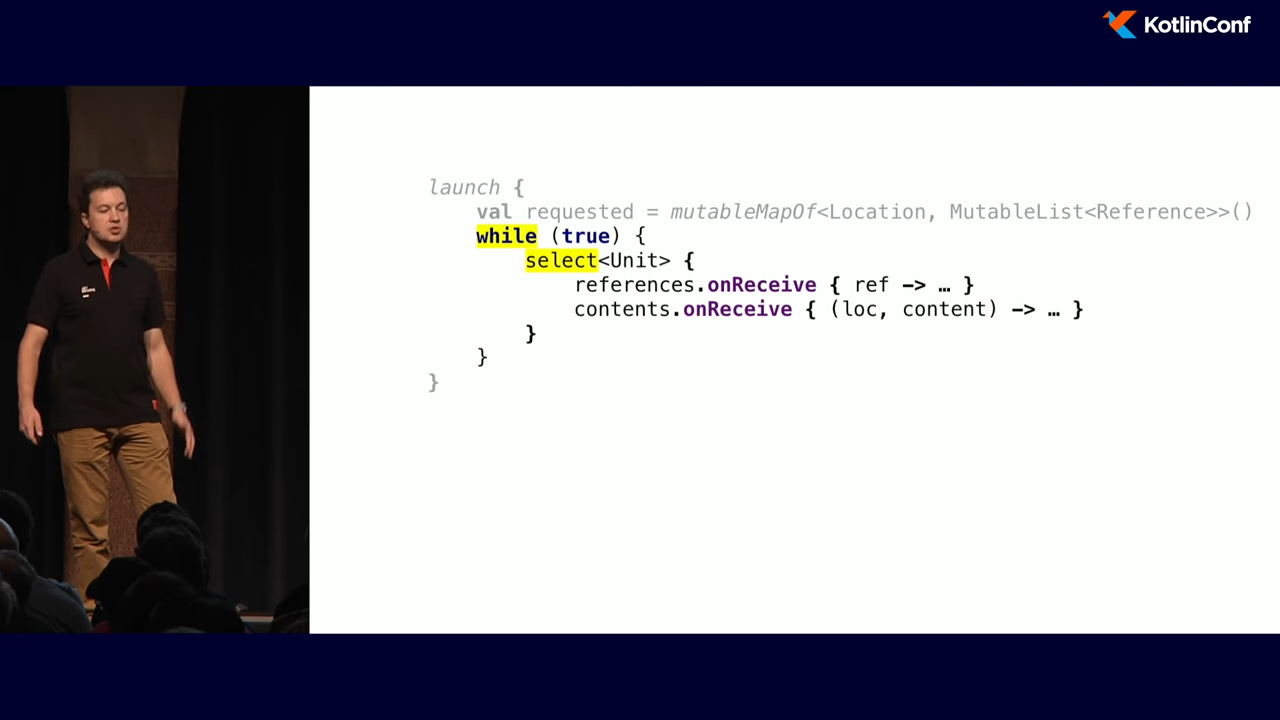 KotlinConf
launch {
    val requested = mutableMapOf<Location, MutableList<Reference>>()
    while (true) {
        select<Unit> {
            references.onReceive { ref -> … }
            contents.onReceive { (loc, content) -> … }
        }
    }
}